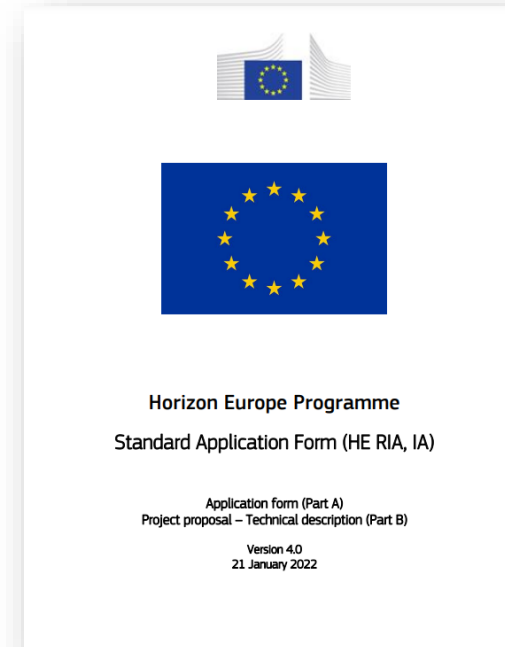 Horizon Europe Programme
Standard Application Form (HE RIA, IA)
Application form (Part A)
Project proposal – Technical description (Part B)
Version 4.0
21 January 2022